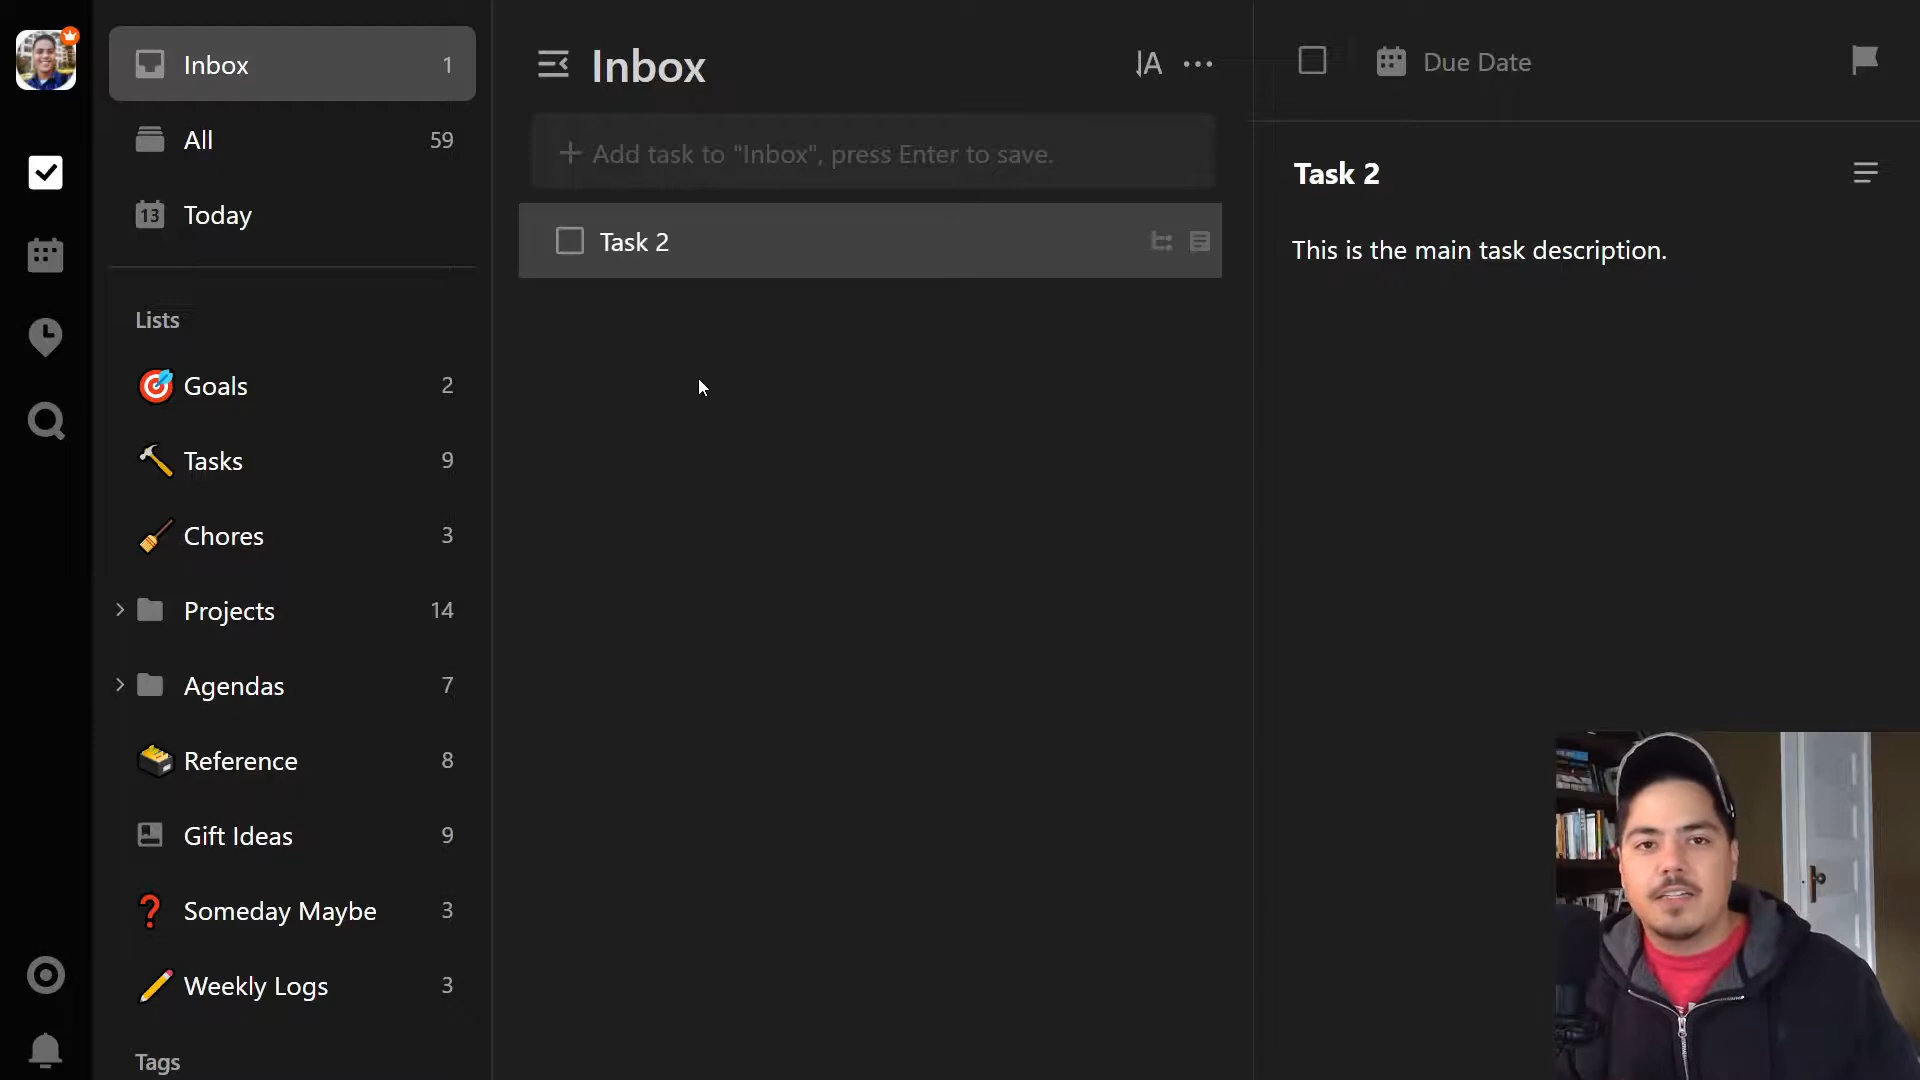 Inbox 1
All 59
13 Today
Lists
Goals 2
Tasks 9
Chores 3
Projects 14
Agendas 7
Reference 8
Gift Ideas 9
Someday Maybe 3
Weekly Logs 3
Tags
Inbox
A
+ Add task to "Inbox", press Enter to save.
Task 2
Due Date
Task 2
This is the main task description.